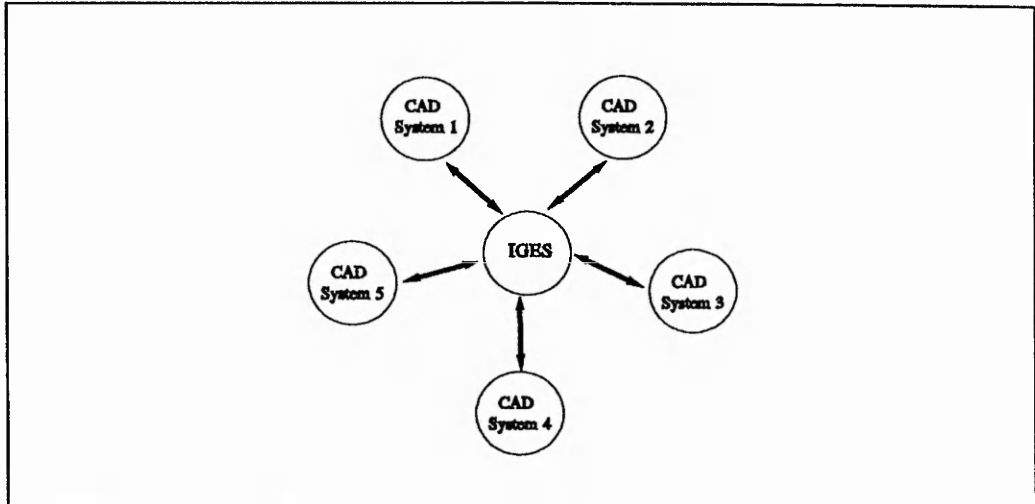 CAD
System 1
CAD
System 2
IGES
CAD
System 5
CAD
System 3
CAD
System 4